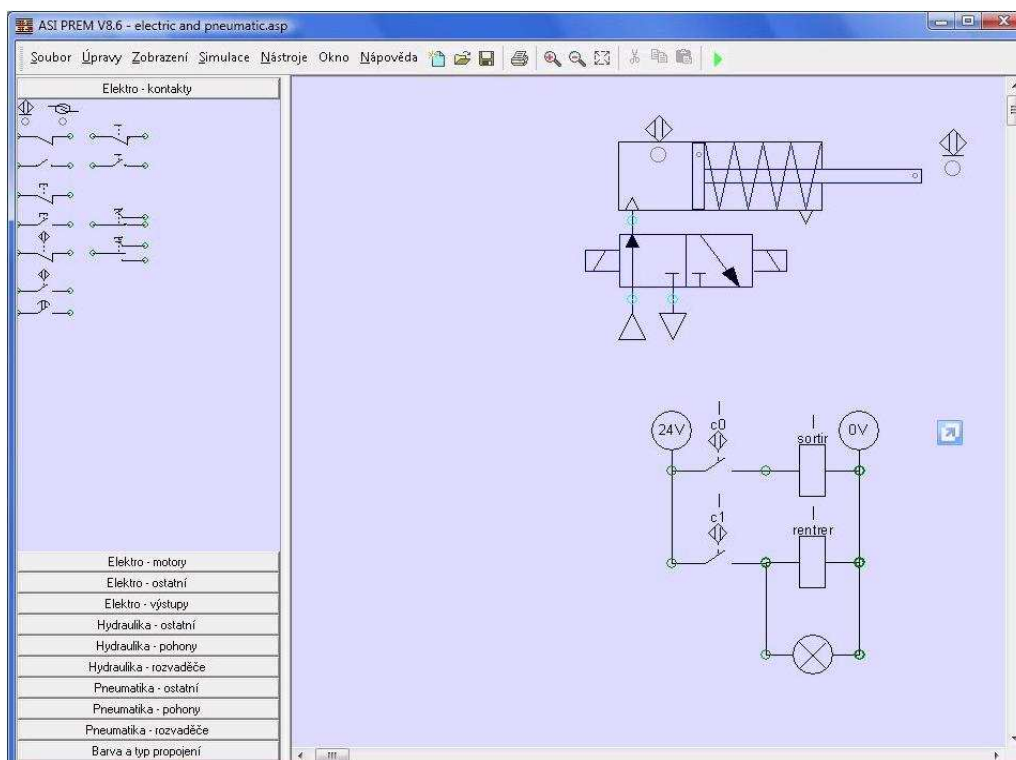 ASI PREM V8.6 - electric and pneumatic.asp
Soubor Úpravy Zobrazení Simulace Nástroje Okno Nápověda
Elektro - kontakty
24V
c0
sortir
0V
c1
rentrer
Elektro - motory
Elektro - ostatní
Elektro - výstupy
Hydraulika - ostatní
Hydraulika - pohony
Hydraulika - rozvaděče
Pneumatika - ostatní
Pneumatika - pohony
Pneumatika - rozvaděče
Barva a typ propojení